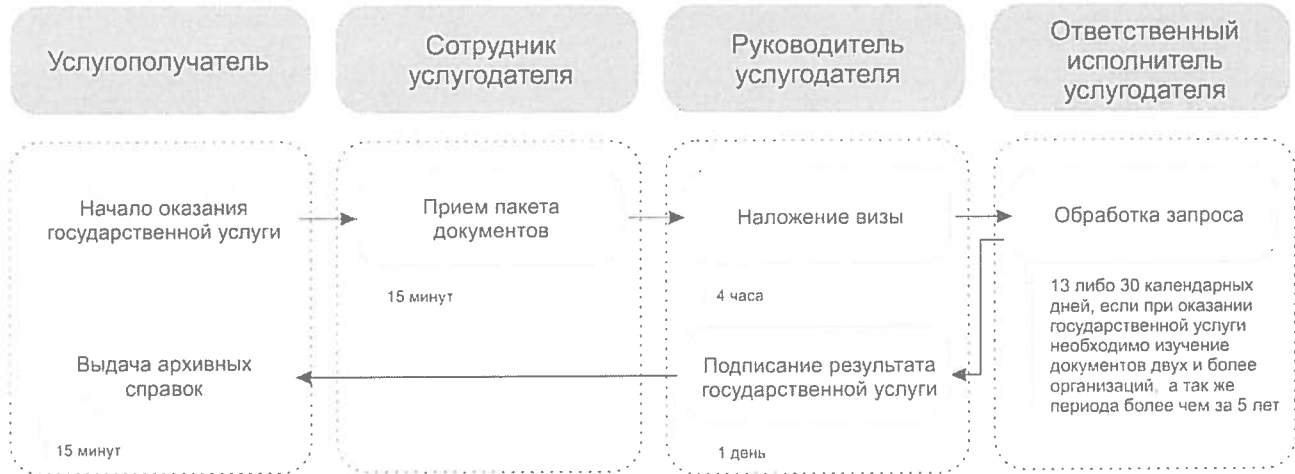 Услугополучатель
Сотрудник
услугодателя
Руководитель
услугодателя
Ответственный
исполнитель
услугодателя
Начало оказания
государственной услуги
Прием пакета
документов
Наложение визы
Обработка запроса
15 минут
4 часа
13 либо 30 календарных
дней, если при оказании
государственной услуги
необходимо изучение
документов двух и более
организаций, а так же
периода более чем за 5 лет
Выдача архивных
справок
Подписание результата
государственной услуги
15 минут
1 день